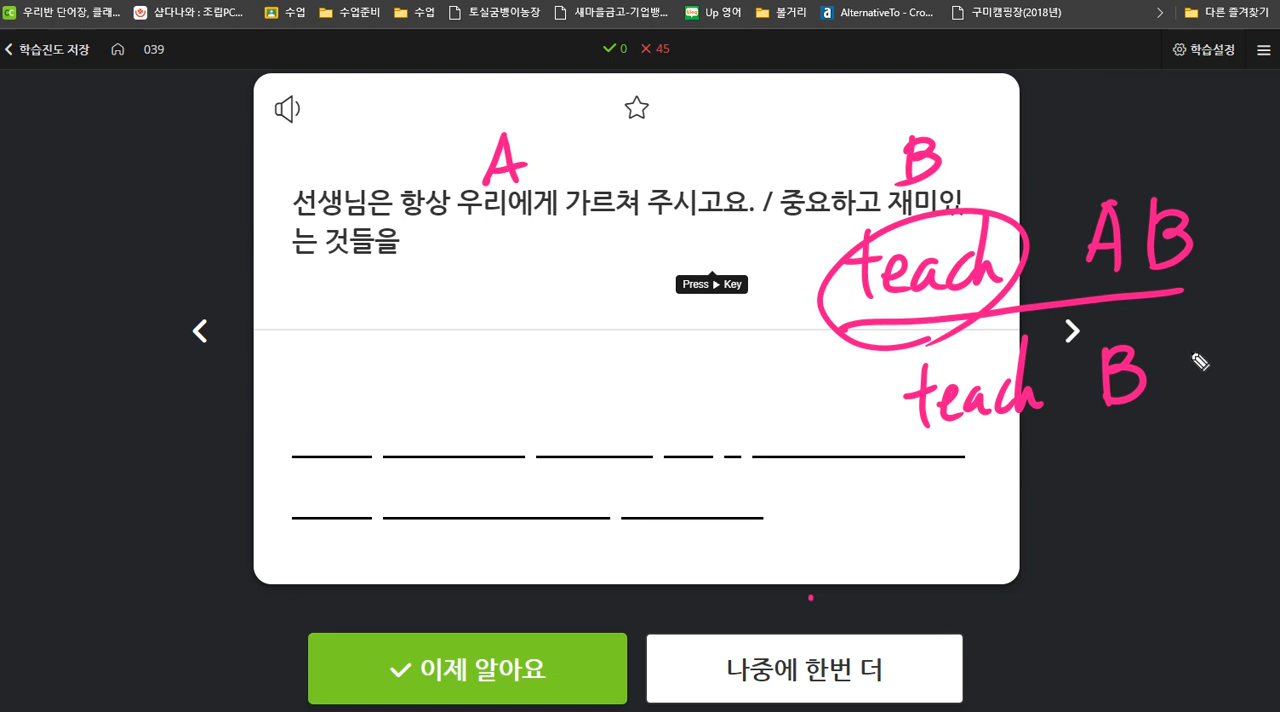 우리반 단어장, 클래... 샵다나와 : 조립PC... 수업 수업준비 수업 토실굼벵이농장 새마을금고-기업뱅... Up 영어 볼거리 AlternativeTo - Cro... 구미캠핑장(2018년) 다른 즐겨찾기
학습진도 저장 039 0 45 학습설정
A B
선생님은 항상 우리에게 가르쳐 주시고요. / 중요하고 재미있
는 것들을
teach A B
Press ▶ Key
teach B
이제 알아요 나중에 한번 더